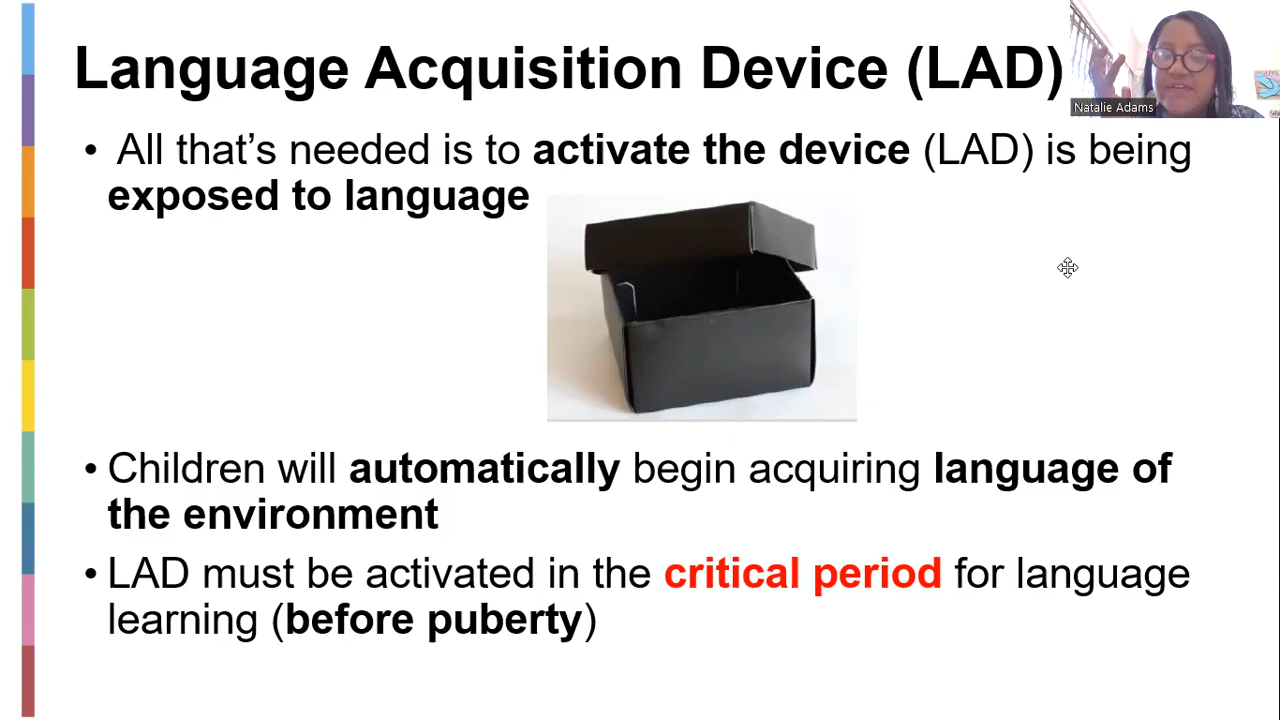 Language Acquisition Device (LAD)
Natalie Adams
• All that’s needed is to activate the device (LAD) is being
exposed to language
• Children will automatically begin acquiring language of
the environment
• LAD must be activated in the critical period for language
learning (before puberty)